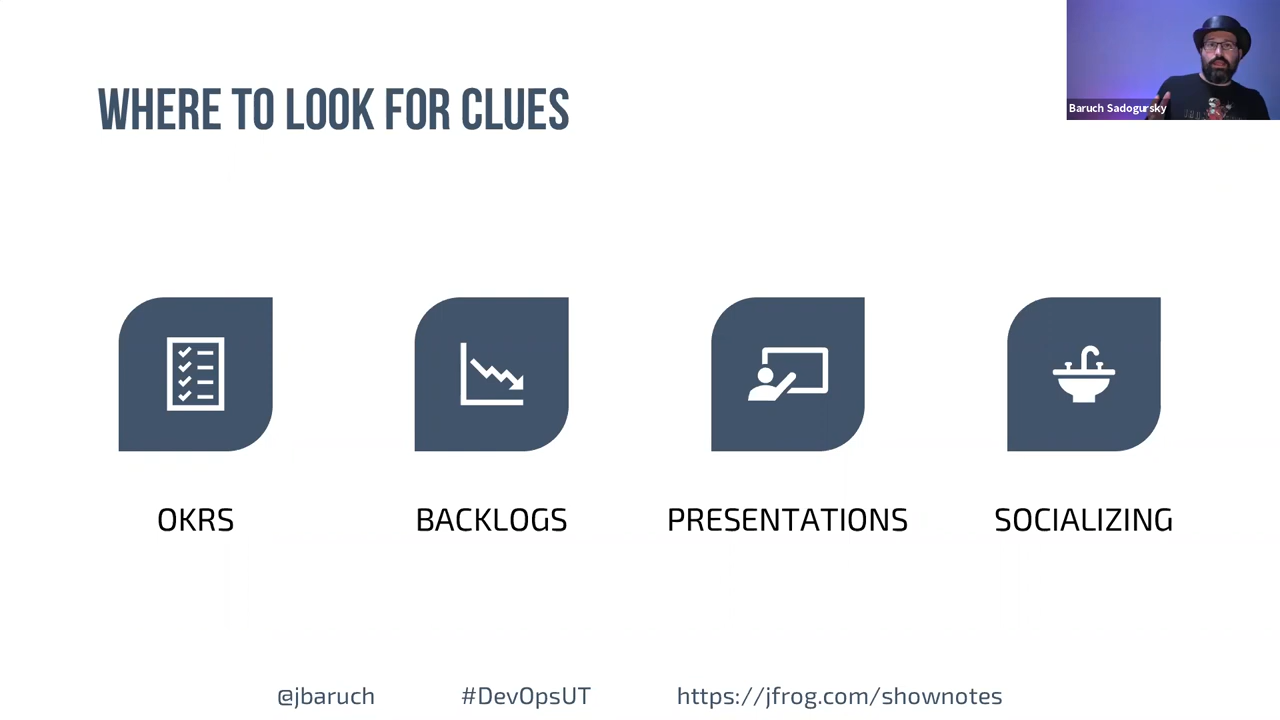 WHERE TO LOOK FOR CLUES
Baruch Sadogursky
OKRS
BACKLOGS
PRESENTATIONS
SOCIALIZING
@jbaruch
#DevOpsUT
https://jfrog.com/shownotes